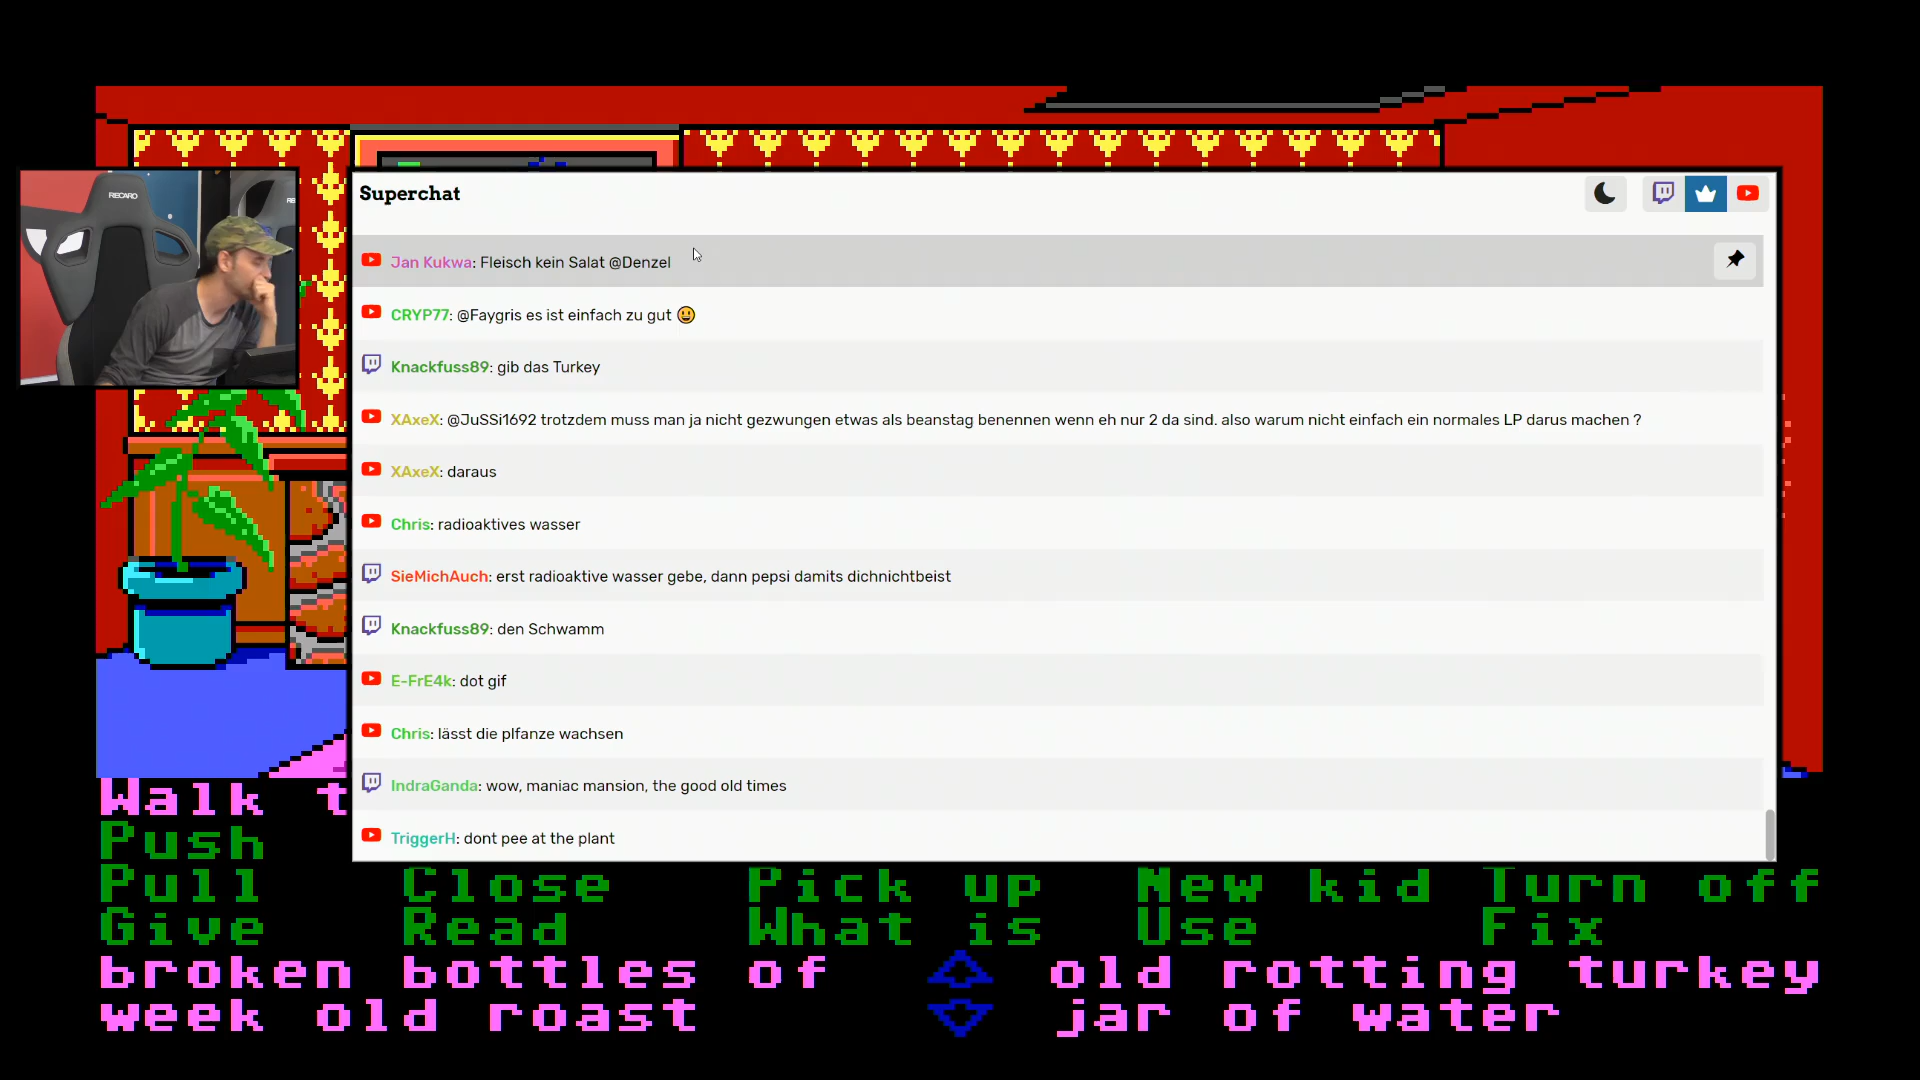 RECARO
Superchat
Jan Kukwa: Fleisch kein Salat @Denzel
CRYP77: @Faygris es ist einfach zu gut 😃
Knackfuss89: gib das Turkey
XAxeX: @JuSSi1692 trotzdem muss man ja nicht gezwungen etwas als beanstag benennen wenn eh nur 2 da sind. also warum nicht einfach ein normales LP darus machen ?
XAxeX: daraus
Chris: radioaktives wasser
SieMichAuch: erst radioaktive wasser gebe, dann pepsi damits dichnichtbeist
Knackfuss89: den Schwamm
E-FrE4k: dot gif
Chris: lässt die plfanze wachsen
IndraGanda: wow, maniac mansion, the good old times
TriggerH: dont pee at the plant
Walk t
Push
Pull Close Pick up New kid Turn off
Give Read What is Use Fix
broken bottles of old rotting turkey
week old roast jar of water